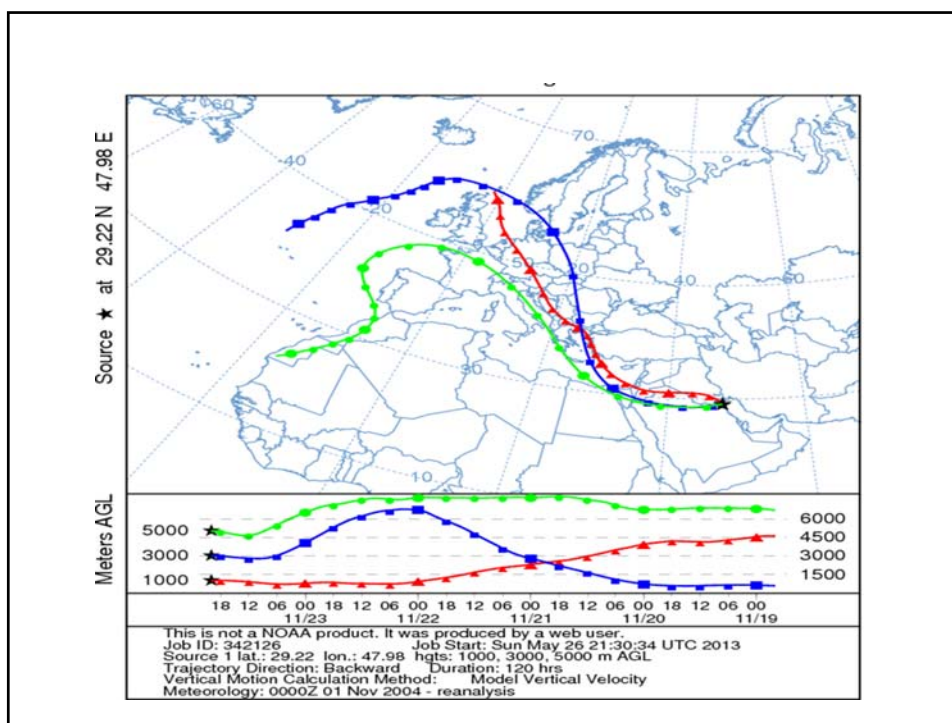 Source ★ at 29.22 N 47.98 E
60
-40
-20
70
5
40
60
30
10
Meters AGL
5000
3000
1000
6000
4500
3000
1500
18 12 06 00 18 12 06 00 18 12 06 00 18 12 06 00 18 12 06 00
11/23 11/22 11/21 11/20 11/19
This is not a NOAA product. It was produced by a web user.
Job ID: 342126 Job Start: Sun May 26 21:30:34 UTC 2013
Source 1 lat.: 29.22 lon.: 47.98 hgts: 1000, 3000, 5000 m AGL
Trajectory Direction: Backward Duration: 120 hrs
Vertical Motion Calculation Method: Model Vertical Velocity
Meteorology: 0000Z 01 Nov 2004 - reanalysis